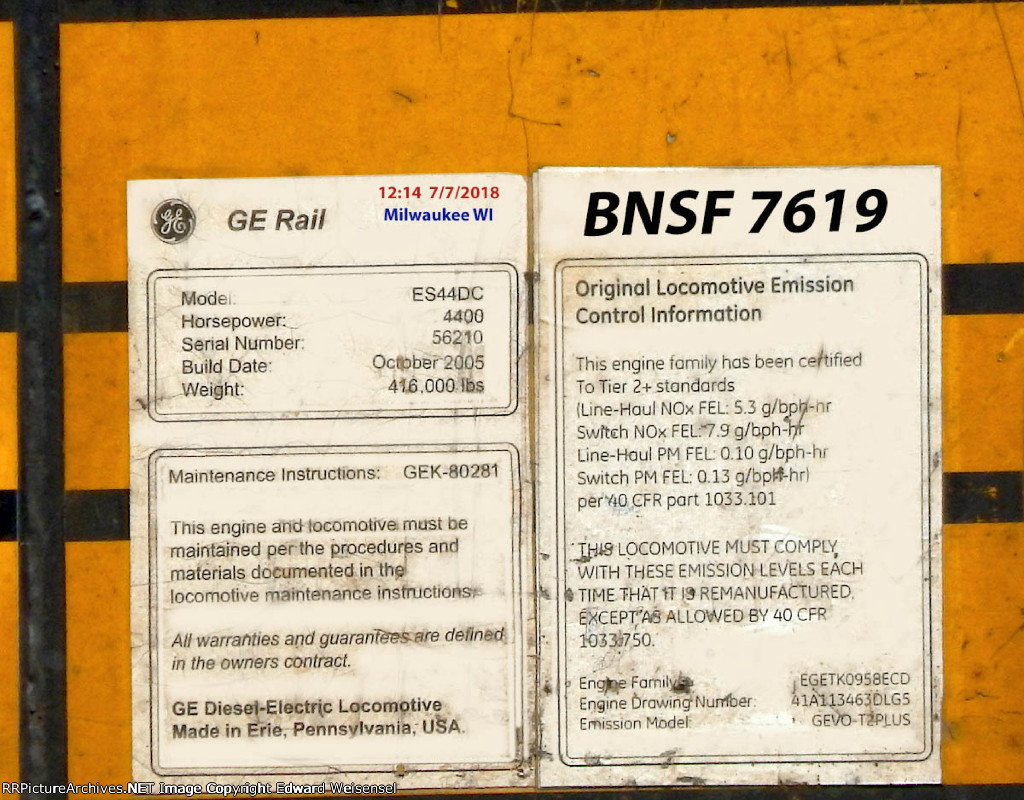 12:14 7/7/2018
Milwaukee WI
GE
GE Rail
Model: ES44DC
Horsepower: 4400
Serial Number: 56210
Build Date: October 2005
Weight: 416,000 lbs
Maintenance Instructions: GEK-80281
This engine and locomotive must be
maintained per the procedures and
materials documented in the
locomotive maintenance instructions.
All warranties and guarantees are defined
in the owners contract.
GE Diesel-Electric Locomotive
Made in Erie, Pennsylvania, USA.
BNSF 7619
Original Locomotive Emission
Control Information
This engine family has been certified
To Tier 2+ standards
(Line-Haul NOx FEL: 5.3 g/bph-hr
Switch NOx FEL: 7.9 g/bph-hr
Line-Haul PM FEL: 0.10 g/bph-hr
Switch PM FEL: 0.13 g/bph-hr)
per 40 CFR part 1033.101
THIS LOCOMOTIVE MUST COMPLY
WITH THESE EMISSION LEVELS EACH
TIME THAT IT IS REMANUFACTURED,
EXCEPT AS ALLOWED BY 40 CFR
1033.750.
Engine Family: EGETK0958ECD
Engine Drawing Number: 41A113463DLG5
Emission Model: GEVO-T2PLUS
RRPictureArchives.NET Image Copyright Edward Weisensel